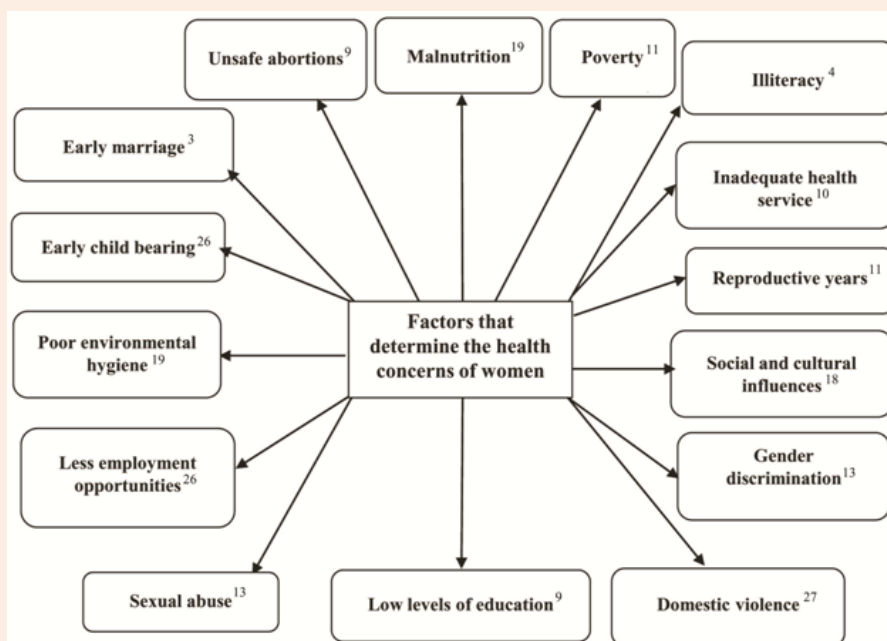 Unsafe abortions⁹
Malnutrition¹⁹
Poverty¹¹
Illiteracy⁴
Early marriage³
Inadequate health
service¹⁰
Early child bearing²⁶
Reproductive years¹¹
Factors that
determine the health
concerns of women
Poor environmental
hygiene¹⁹
Social and cultural
influences¹⁸
Less employment
opportunities²⁶
Gender
discrimination¹³
Sexual abuse¹³
Low levels of education⁹
Domestic violence²⁷